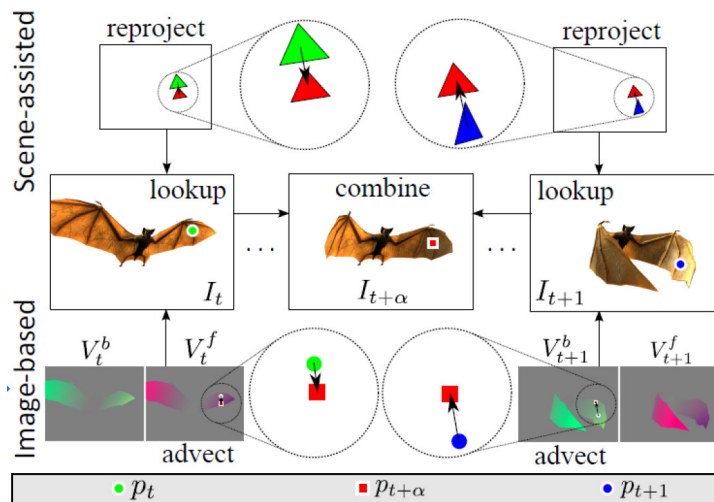 Scene-assisted
reproject
reproject
lookup
combine
lookup
. . .
. . .
I_t
I_{t+α}
I_{t+1}
Image-based
V_t^b
V_t^f
V_{t+1}^b
V_{t+1}^f
advect
advect
p_t
p_{t+α}
p_{t+1}